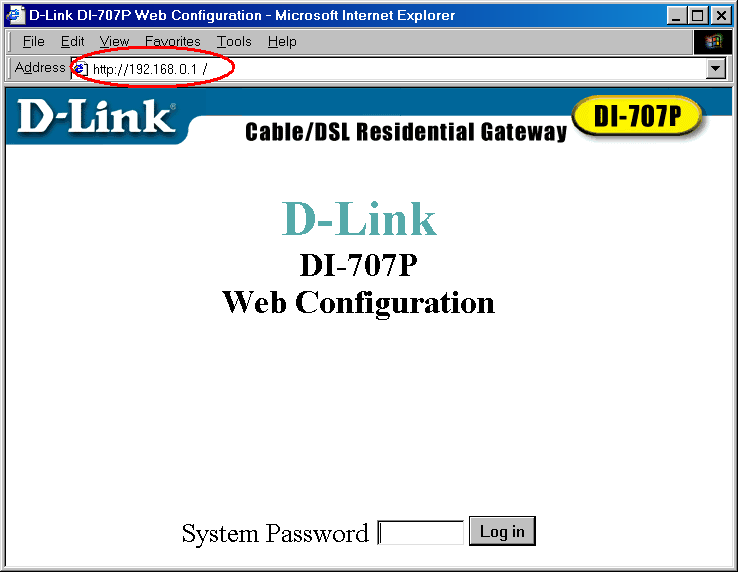 D-Link DI-707P Web Configuration - Microsoft Internet Explorer
File Edit View Favorites Tools Help
Address http://192.168.0.1 /
D-Link
Cable/DSL Residential Gateway
DI-707P
D-Link
DI-707P
Web Configuration
System Password Log in